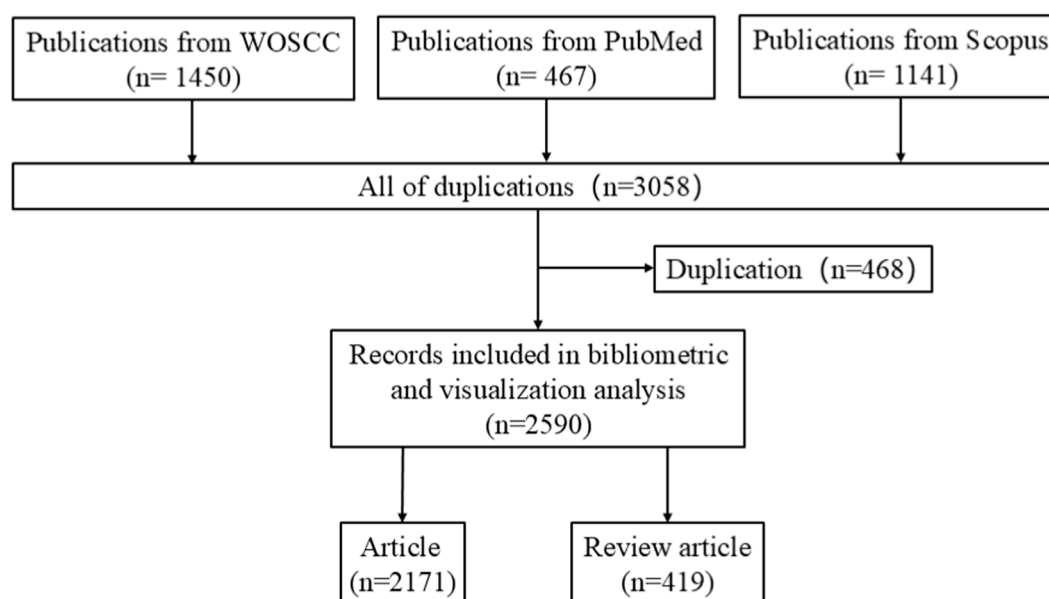 Publications from WOSCC
(n= 1450)
Publications from PubMed
(n= 467)
Publications from Scopus
(n= 1141)
All of duplications（n=3058)
Duplication（n=468)
Records included in bibliometric
and visualization analysis
(n=2590)
Article
(n=2171)
Review article
(n=419)